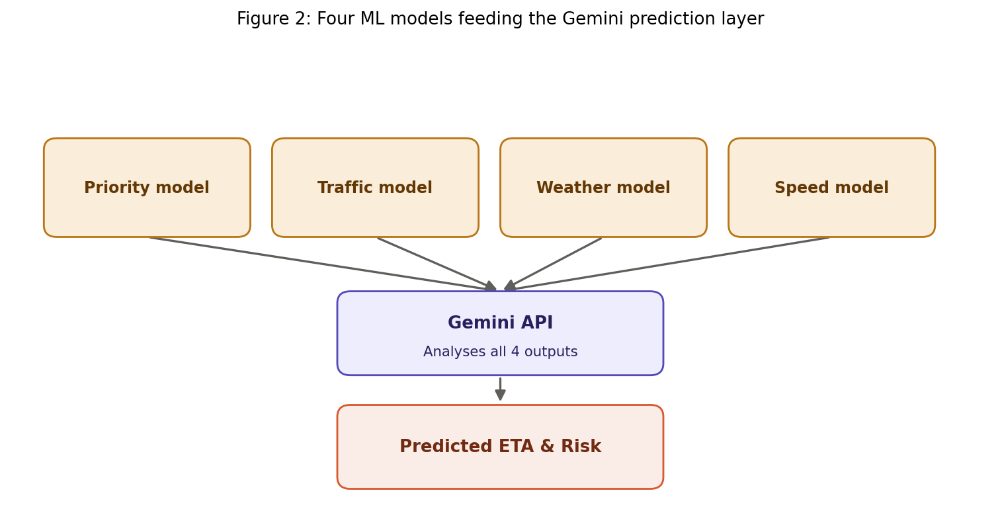 Figure 2: Four ML models feeding the Gemini prediction layer
Priority model
Traffic model
Weather model
Speed model
Gemini API
Analyses all 4 outputs
Predicted ETA & Risk